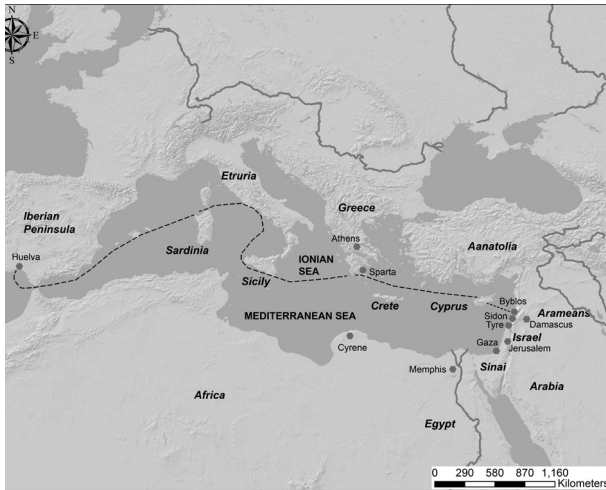 N
E
S
Etruria
Iberian
Peninsula
Greece
Huelva
Athens
Aanatolia
Sardinia
IONIAN
SEA
Sparta
Sicily
Byblos
Crete
Cyprus
Sidon
Arameans
MEDITERRANEAN SEA
Tyre
Damascus
Israel
Cyrene
Gaza
Jerusalem
Memphis
Sinai
Africa
Arabia
Egypt
0 290 580 870 1,160
Kilometers